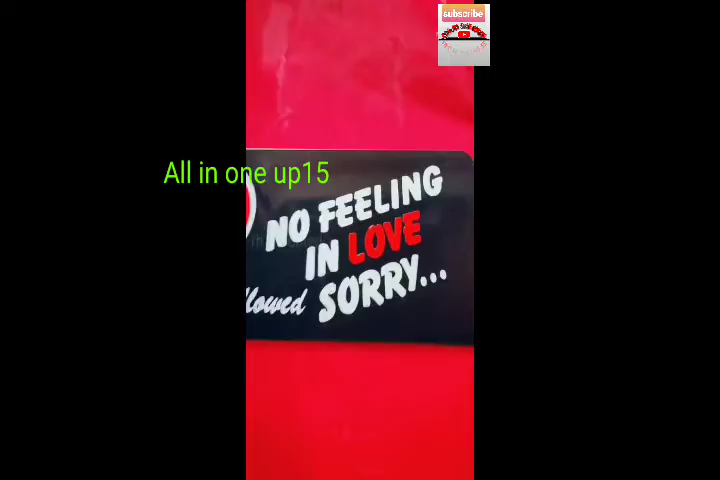 subscribe
All in one up15
NO FEELING
IN LOVE
llowed SORRY...